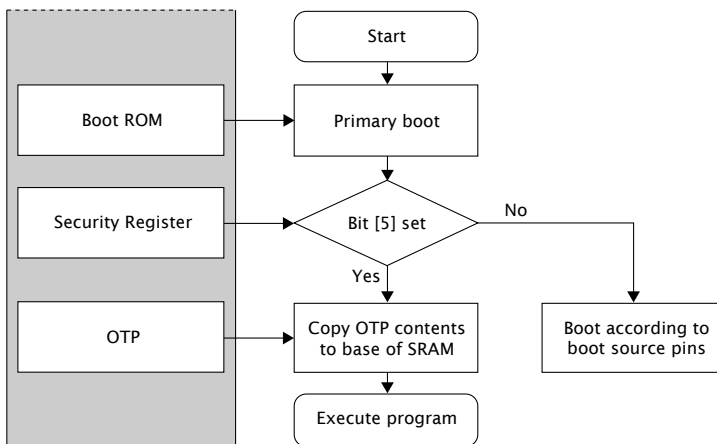 Start
Boot ROM
Primary boot
Security Register
Bit [5] set
No
Yes
OTP
Copy OTP contents
to base of SRAM
Boot according to
boot source pins
Execute program